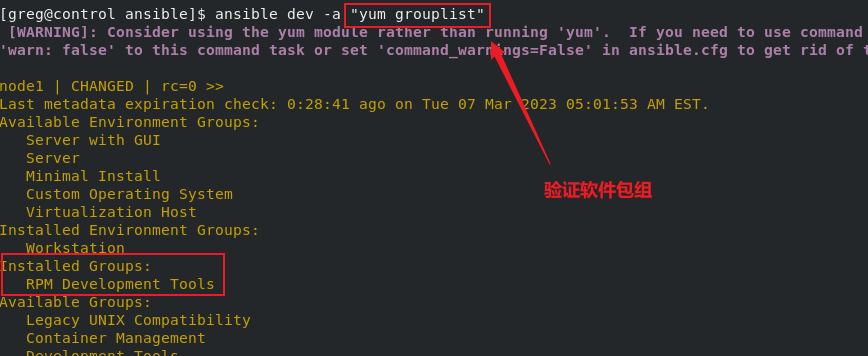 [greg@control ansible]$ ansible dev -a "yum grouplist"
[WARNING]: Consider using the yum module rather than running 'yum'.  If you need to use command
'warn: false' to this command task or set 'command_warnings=False' in ansible.cfg to get rid of
node1 | CHANGED | rc=0 >>
Last metadata expiration check: 0:28:41 ago on Tue 07 Mar 2023 05:01:53 AM EST.
Available Environment Groups:
Server with GUI
Server
Minimal Install
Custom Operating System
Virtualization Host
Installed Environment Groups:
Workstation
验证软件包组
Installed Groups:
RPM Development Tools
Available Groups:
Legacy UNIX Compatibility
Container Management
Development Tools